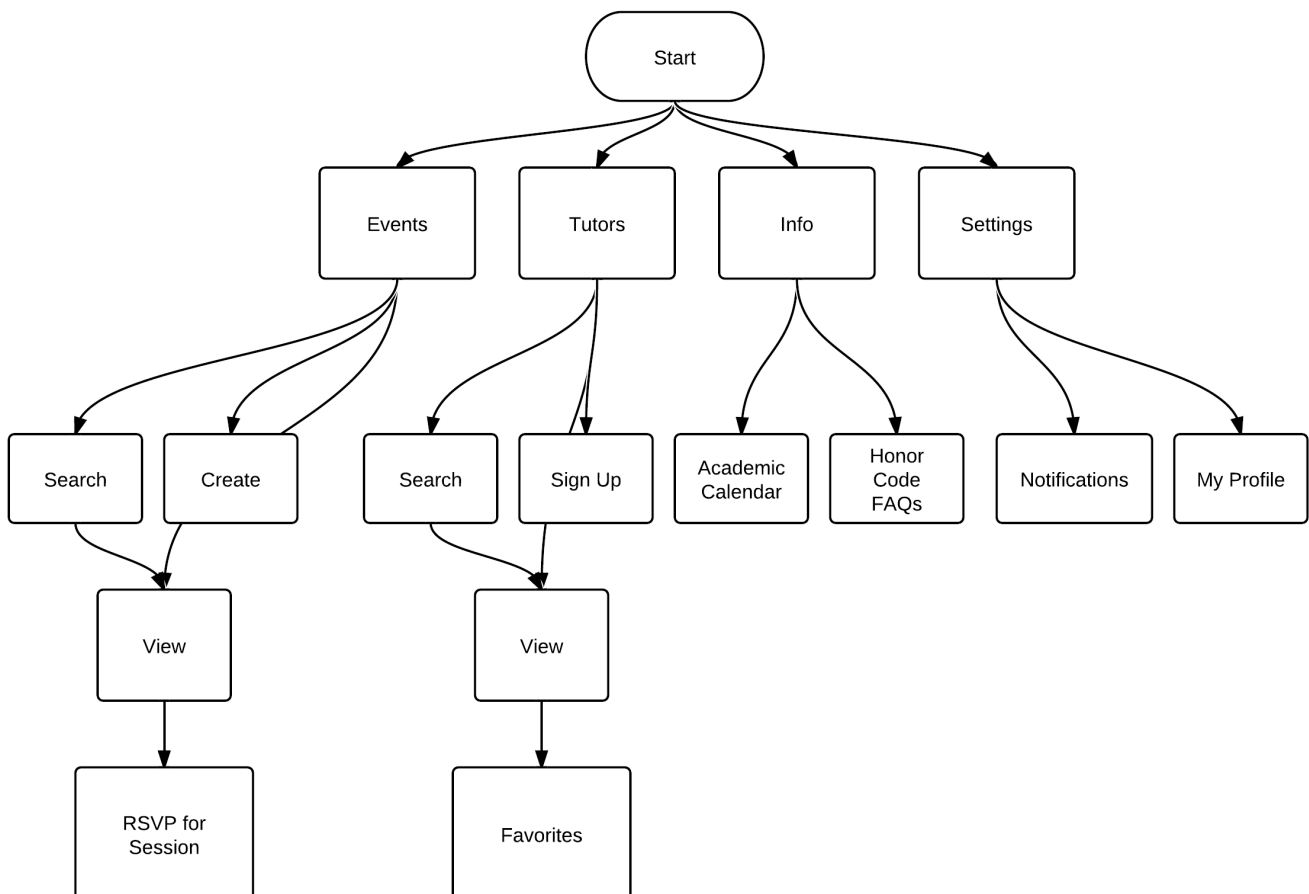 Start
Events
Tutors
Info
Settings
Search
Create
Search
Sign Up
Academic
Calendar
Honor
Code
FAQs
Notifications
My Profile
View
View
RSVP for
Session
Favorites